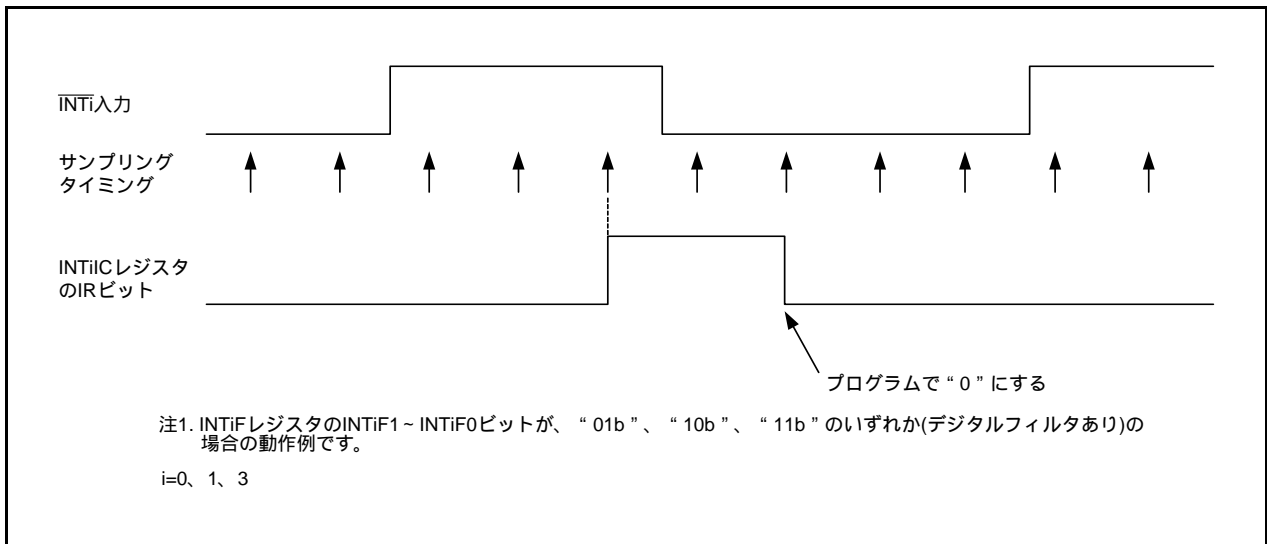 INTi入力
サンプリング
タイミング
INTiICレジスタ
のIRビット
プログラムで“0”にする
注1. INTiFレジスタのINTiF1~INTiF0ビットが、“01b”、“10b”、“11b”のいずれか(デジタルフィルタあり)の
場合の動作例です。
i=0、1、3